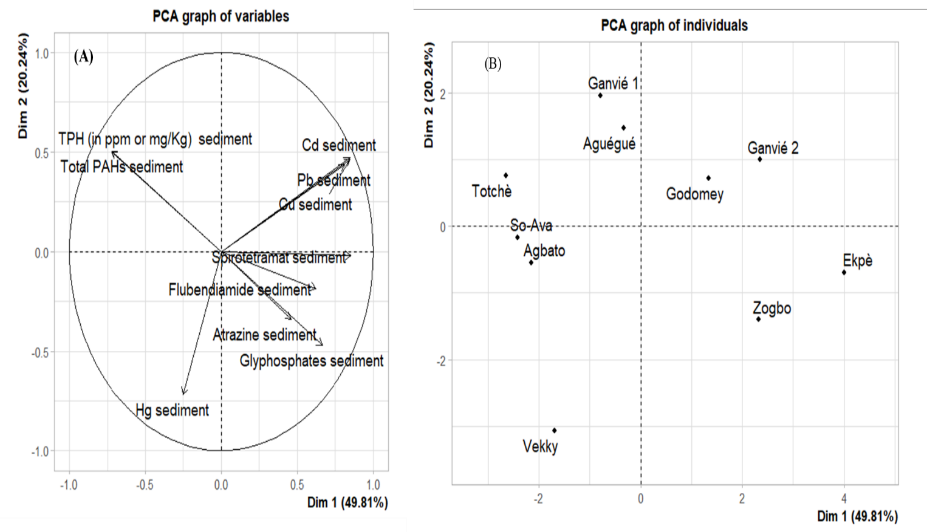 PCA graph of variables
(A)
Dim 2 (20.24%)
1.0
0.5
0.0
-0.5
-1.0
TPH (in ppm or mg/Kg) sediment
Total PAHs sediment
Cd sediment
Pb sediment
Cu sediment
Spirotetramat sediment
Flubendiamide sediment
Atrazine sediment
Glyphosphates sediment
Hg sediment
-1.0 -0.5 0.0 0.5 1.0
Dim 1 (49.81%)
PCA graph of individuals
(B)
Dim 2 (20.24%)
2
0
-2
Ganvié 1
Aguégué
Ganvié 2
Totchè
Godomey
So-Ava
Agbato
Ekpè
Zogbo
Vekky
-2 0 2 4
Dim 1 (49.81%)